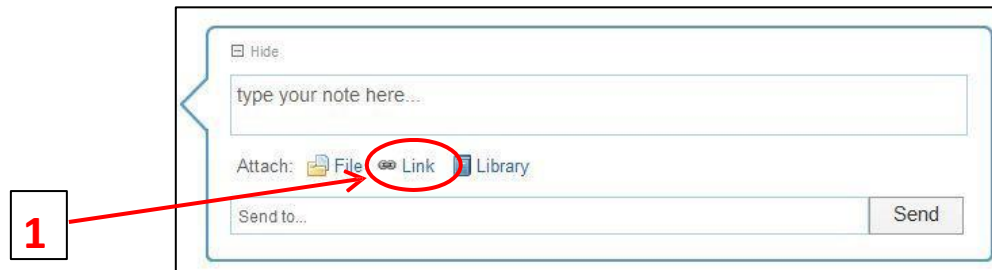 Hide
type your note here...
Attach: File Link Library
1
Send to... Send